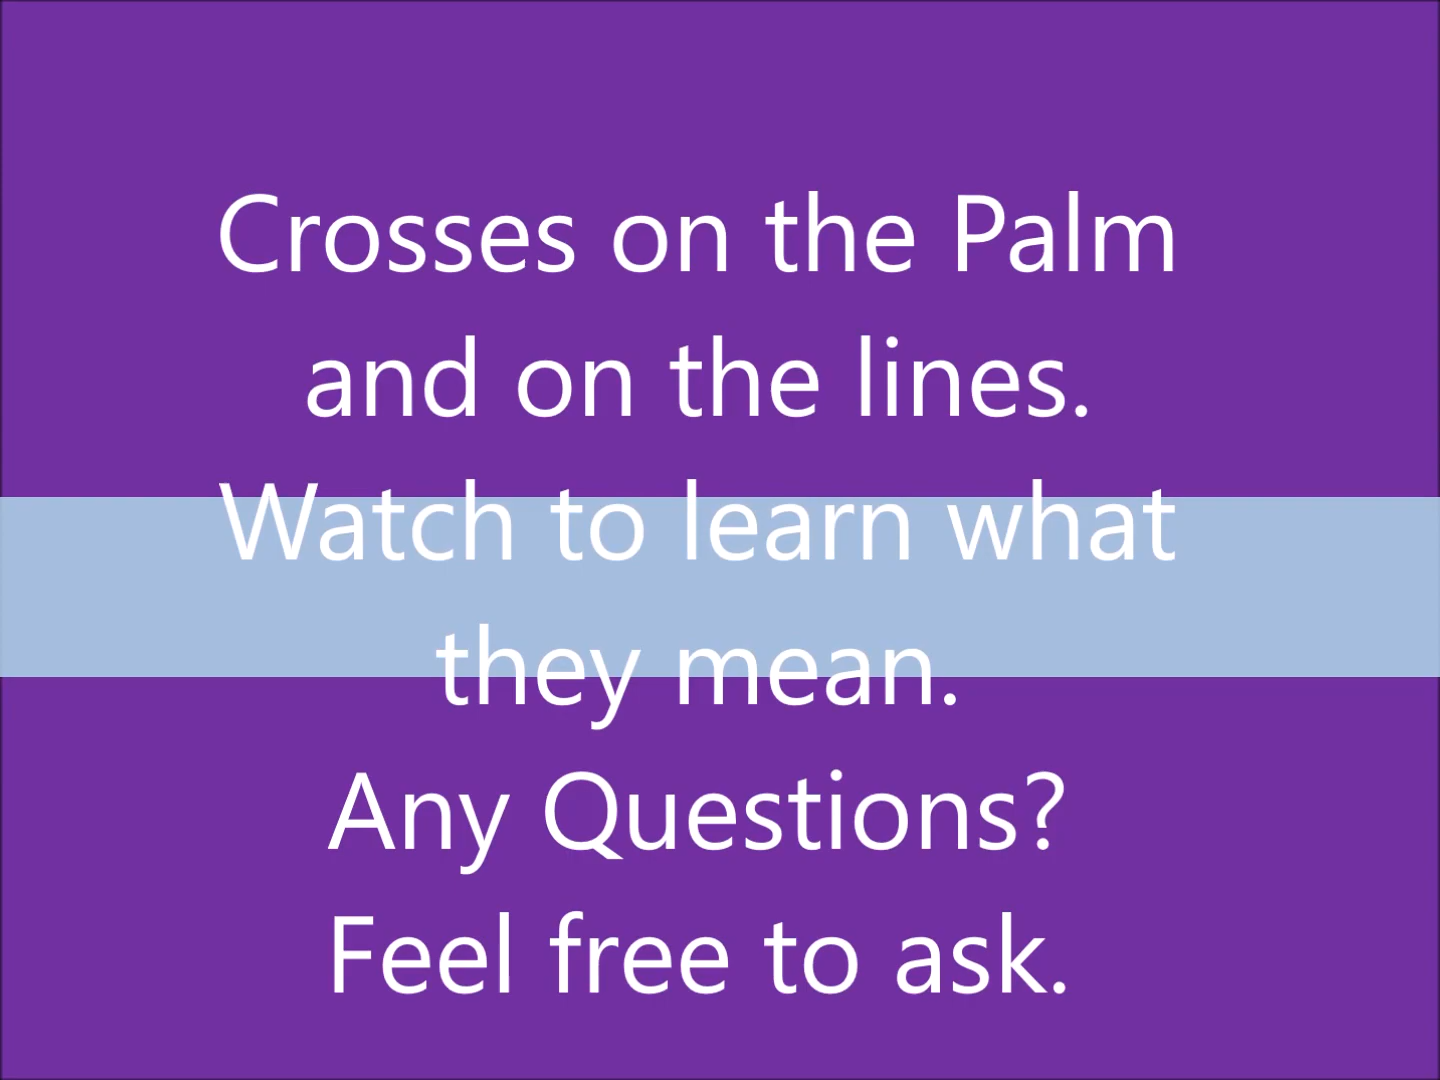 Crosses on the Palm
and on the lines.
Watch to learn what
they mean.
Any Questions?
Feel free to ask.